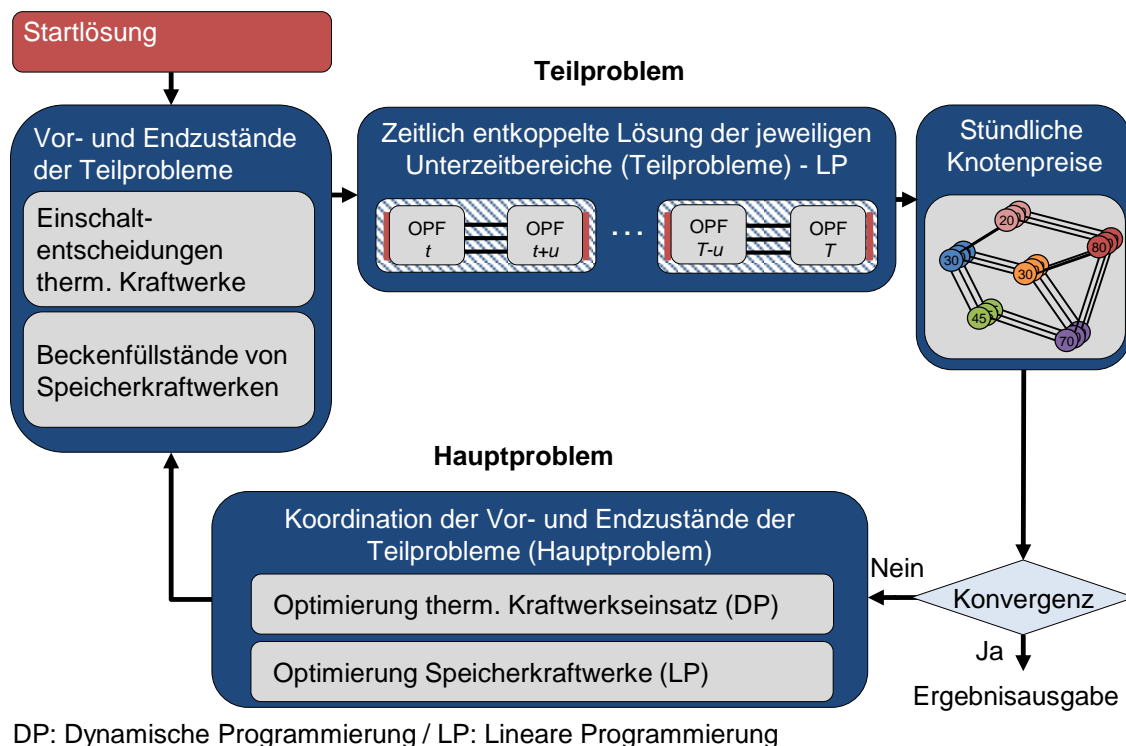 Startlösung
Teilproblem
Vor- und Endzustände
der Teilprobleme
Einschalt-
entscheidungen
therm. Kraftwerke
Beckenfüllstände von
Speicherkraftwerken
Zeitlich entkoppelte Lösung der jeweiligen
Unterzeitbereiche (Teilprobleme) - LP
OPF
t
OPF
t+u
...
OPF
T-u
OPF
T
Stündliche
Knotenpreise
20
80
30
30
45
70
Hauptproblem
Koordination der Vor- und Endzustände der
Teilprobleme (Hauptproblem)
Optimierung therm. Kraftwerkseinsatz (DP)
Optimierung Speicherkraftwerke (LP)
Nein
Konvergenz
Ja
Ergebnisausgabe
DP: Dynamische Programmierung / LP: Lineare Programmierung